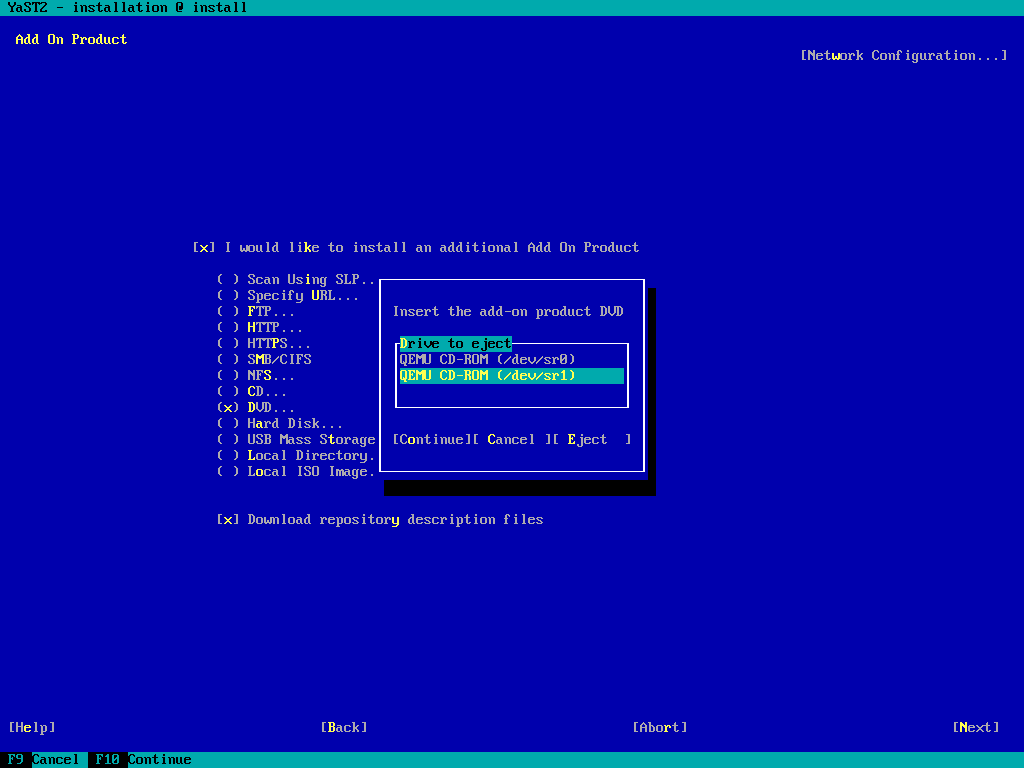 YaST2 - installation @ install
Add On Product
[Network Configuration...]
[x] I would like to install an additional Add On Product
( ) Scan Using SLP..
( ) Specify URL...
( ) FTP...
( ) HTTP...
( ) HTTPS...
( ) SMB/CIFS
( ) NFS...
( ) CD...
(x) DVD...
( ) Hard Disk...
( ) USB Mass Storage
( ) Local Directory.
( ) Local ISO Image.
Insert the add-on product DVD
Drive to eject
QEMU CD-ROM (/dev/sr0)
QEMU CD-ROM (/dev/sr1)
[Continue][ Cancel ][ Eject  ]
[x] Download repository description files
[Help] [Back] [Abort] [Next]
F9 Cancel F10 Continue